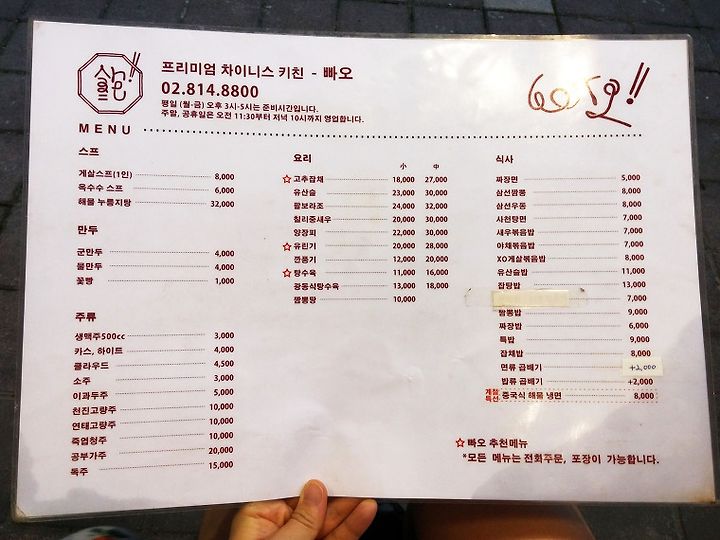 프리미엄 차이니스 키친 - 빠오
02.814.8800
평일 (월-금) 오후 3시-5시는 준비시간입니다.
주말, 공휴일은 오전 11:30부터 저녁 10시까지 영업합니다.
MENU
스프
게살스프(1인) 8,000
옥수수 스프 6,000
해물 누룽지탕 32,000
만두
군만두 4,000
물만두 4,000
꽃빵 1,000
주류
생맥주500cc 3,000
카스, 하이트 4,000
클라우드 4,500
소주 3,000
이과두주 5,000
천진고량주 10,000
연태고량주 10,000
죽엽청주 10,000
공부가주 20,000
독주 15,000
요리
小 中
☆ 고추잡채 18,000 27,000
유산슬 23,000 30,000
팔보라조 24,000 32,000
칠리중새우 20,000 30,000
양장피 22,000 30,000
☆ 유린기 20,000 28,000
깐풍기 12,000 20,000
☆ 탕수육 11,000 16,000
광동식탕수육 13,000 18,000
짬뽕탕 10,000
식사
짜장면 5,000
삼선짬뽕 8,000
삼선우동 8,000
사천탕면 7,000
새우볶음밥 7,000
야채볶음밥 7,000
XO게살볶음밥 8,000
유산슬밥 11,000
잡탕밥 13,000
7,000
짬뽕밥 9,000
짜장밥 6,000
특밥 9,000
잡채밥 8,000
면류 곱배기 +2,000
밥류 곱배기 +2,000
계절특선 중국식 해물 냉면 8,000
☆ 빠오 추천메뉴
*모든 메뉴는 전화주문, 포장이 가능합니다.